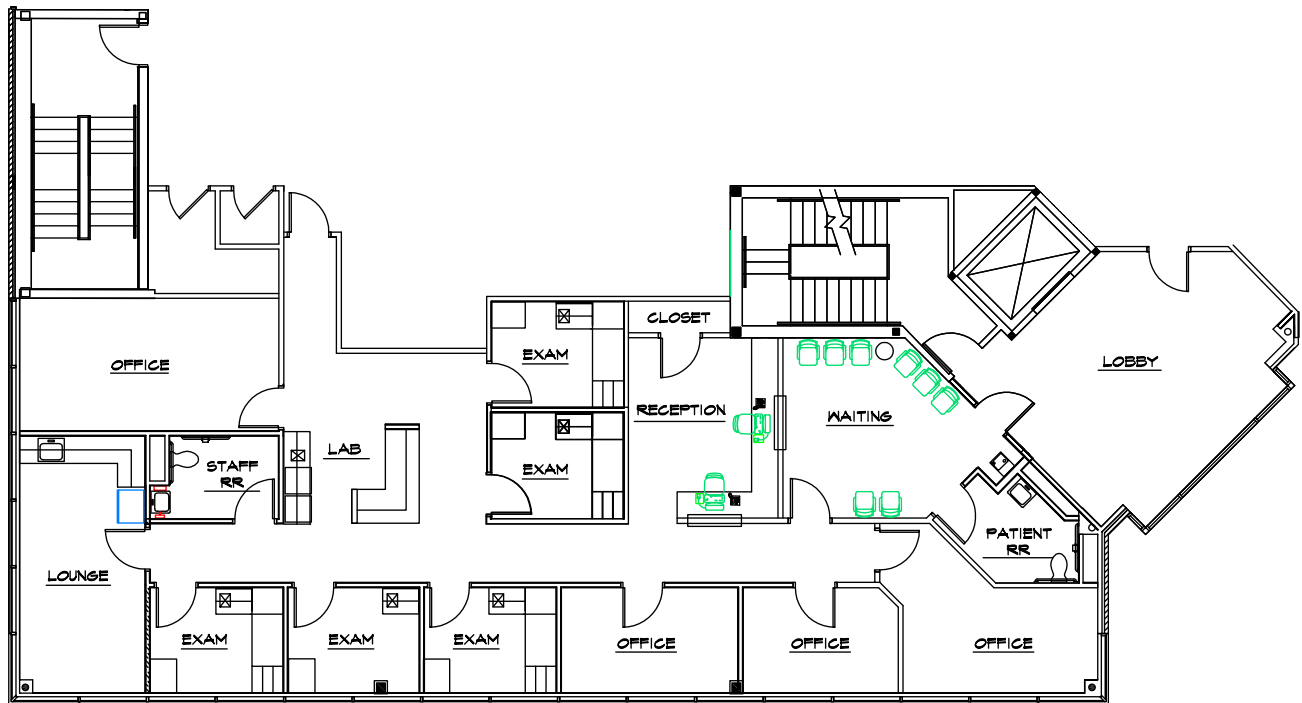 CLOSET
EXAM
OFFICE
LOBBY
RECEPTION
WAITING
LAB
STAFF
RR
EXAM
PATIENT
RR
LOUNGE
EXAM
EXAM
EXAM
OFFICE
OFFICE
OFFICE